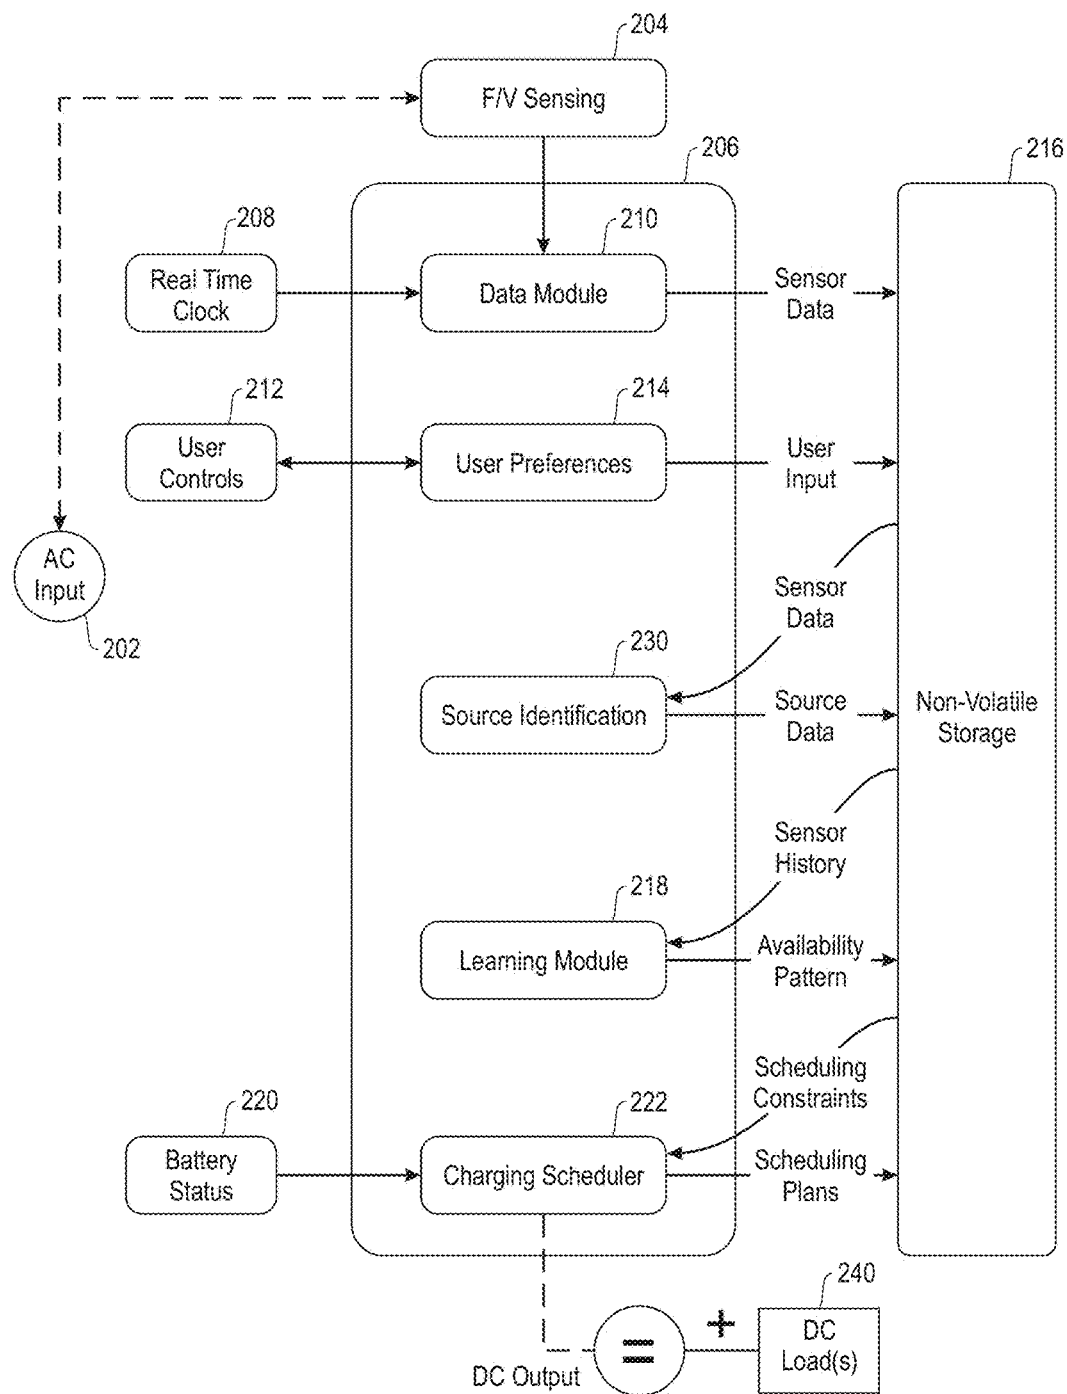 204
F/V Sensing
206
216
208
Real Time
Clock
210
Data Module
Sensor
Data
212
User
Controls
214
User Preferences
User
Input
AC
Input
202
Sensor
Data
230
Source Identification
Source
Data
Non-Volatile
Storage
Sensor
History
218
Learning Module
Availability
Pattern
Scheduling
Constraints
220
Battery
Status
222
Charging Scheduler
Scheduling
Plans
240
=
+
DC
Load(s)
DC Output